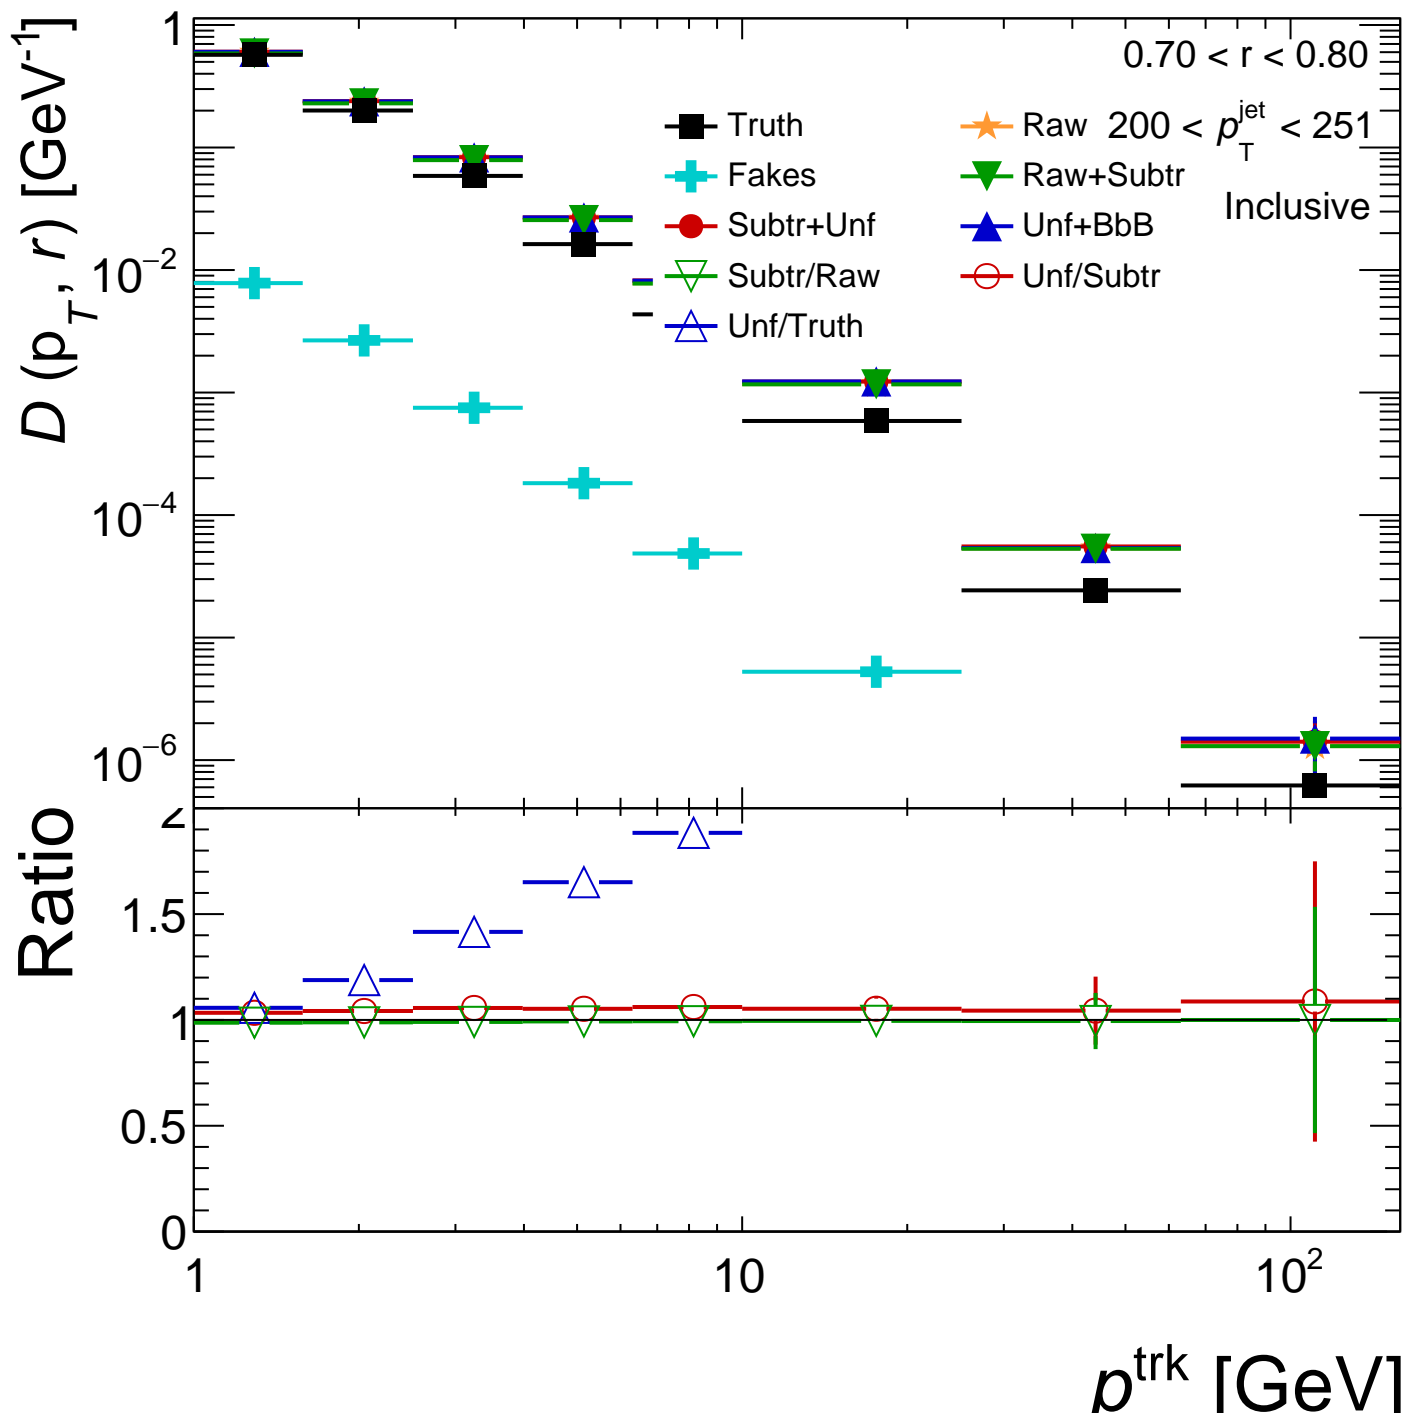 D (p_T, r) [GeV^-1]
1
10^−2
10^−4
10^−6
0.70 < r < 0.80
200 < p_T^jet < 251
Inclusive
Truth
Raw
Fakes
Raw+Subtr
Subtr+Unf
Unf+BbB
Subtr/Raw
Unf/Subtr
Unf/Truth
Ratio
2
1.5
1
0.5
0
1
10
10^2
p^trk [GeV]